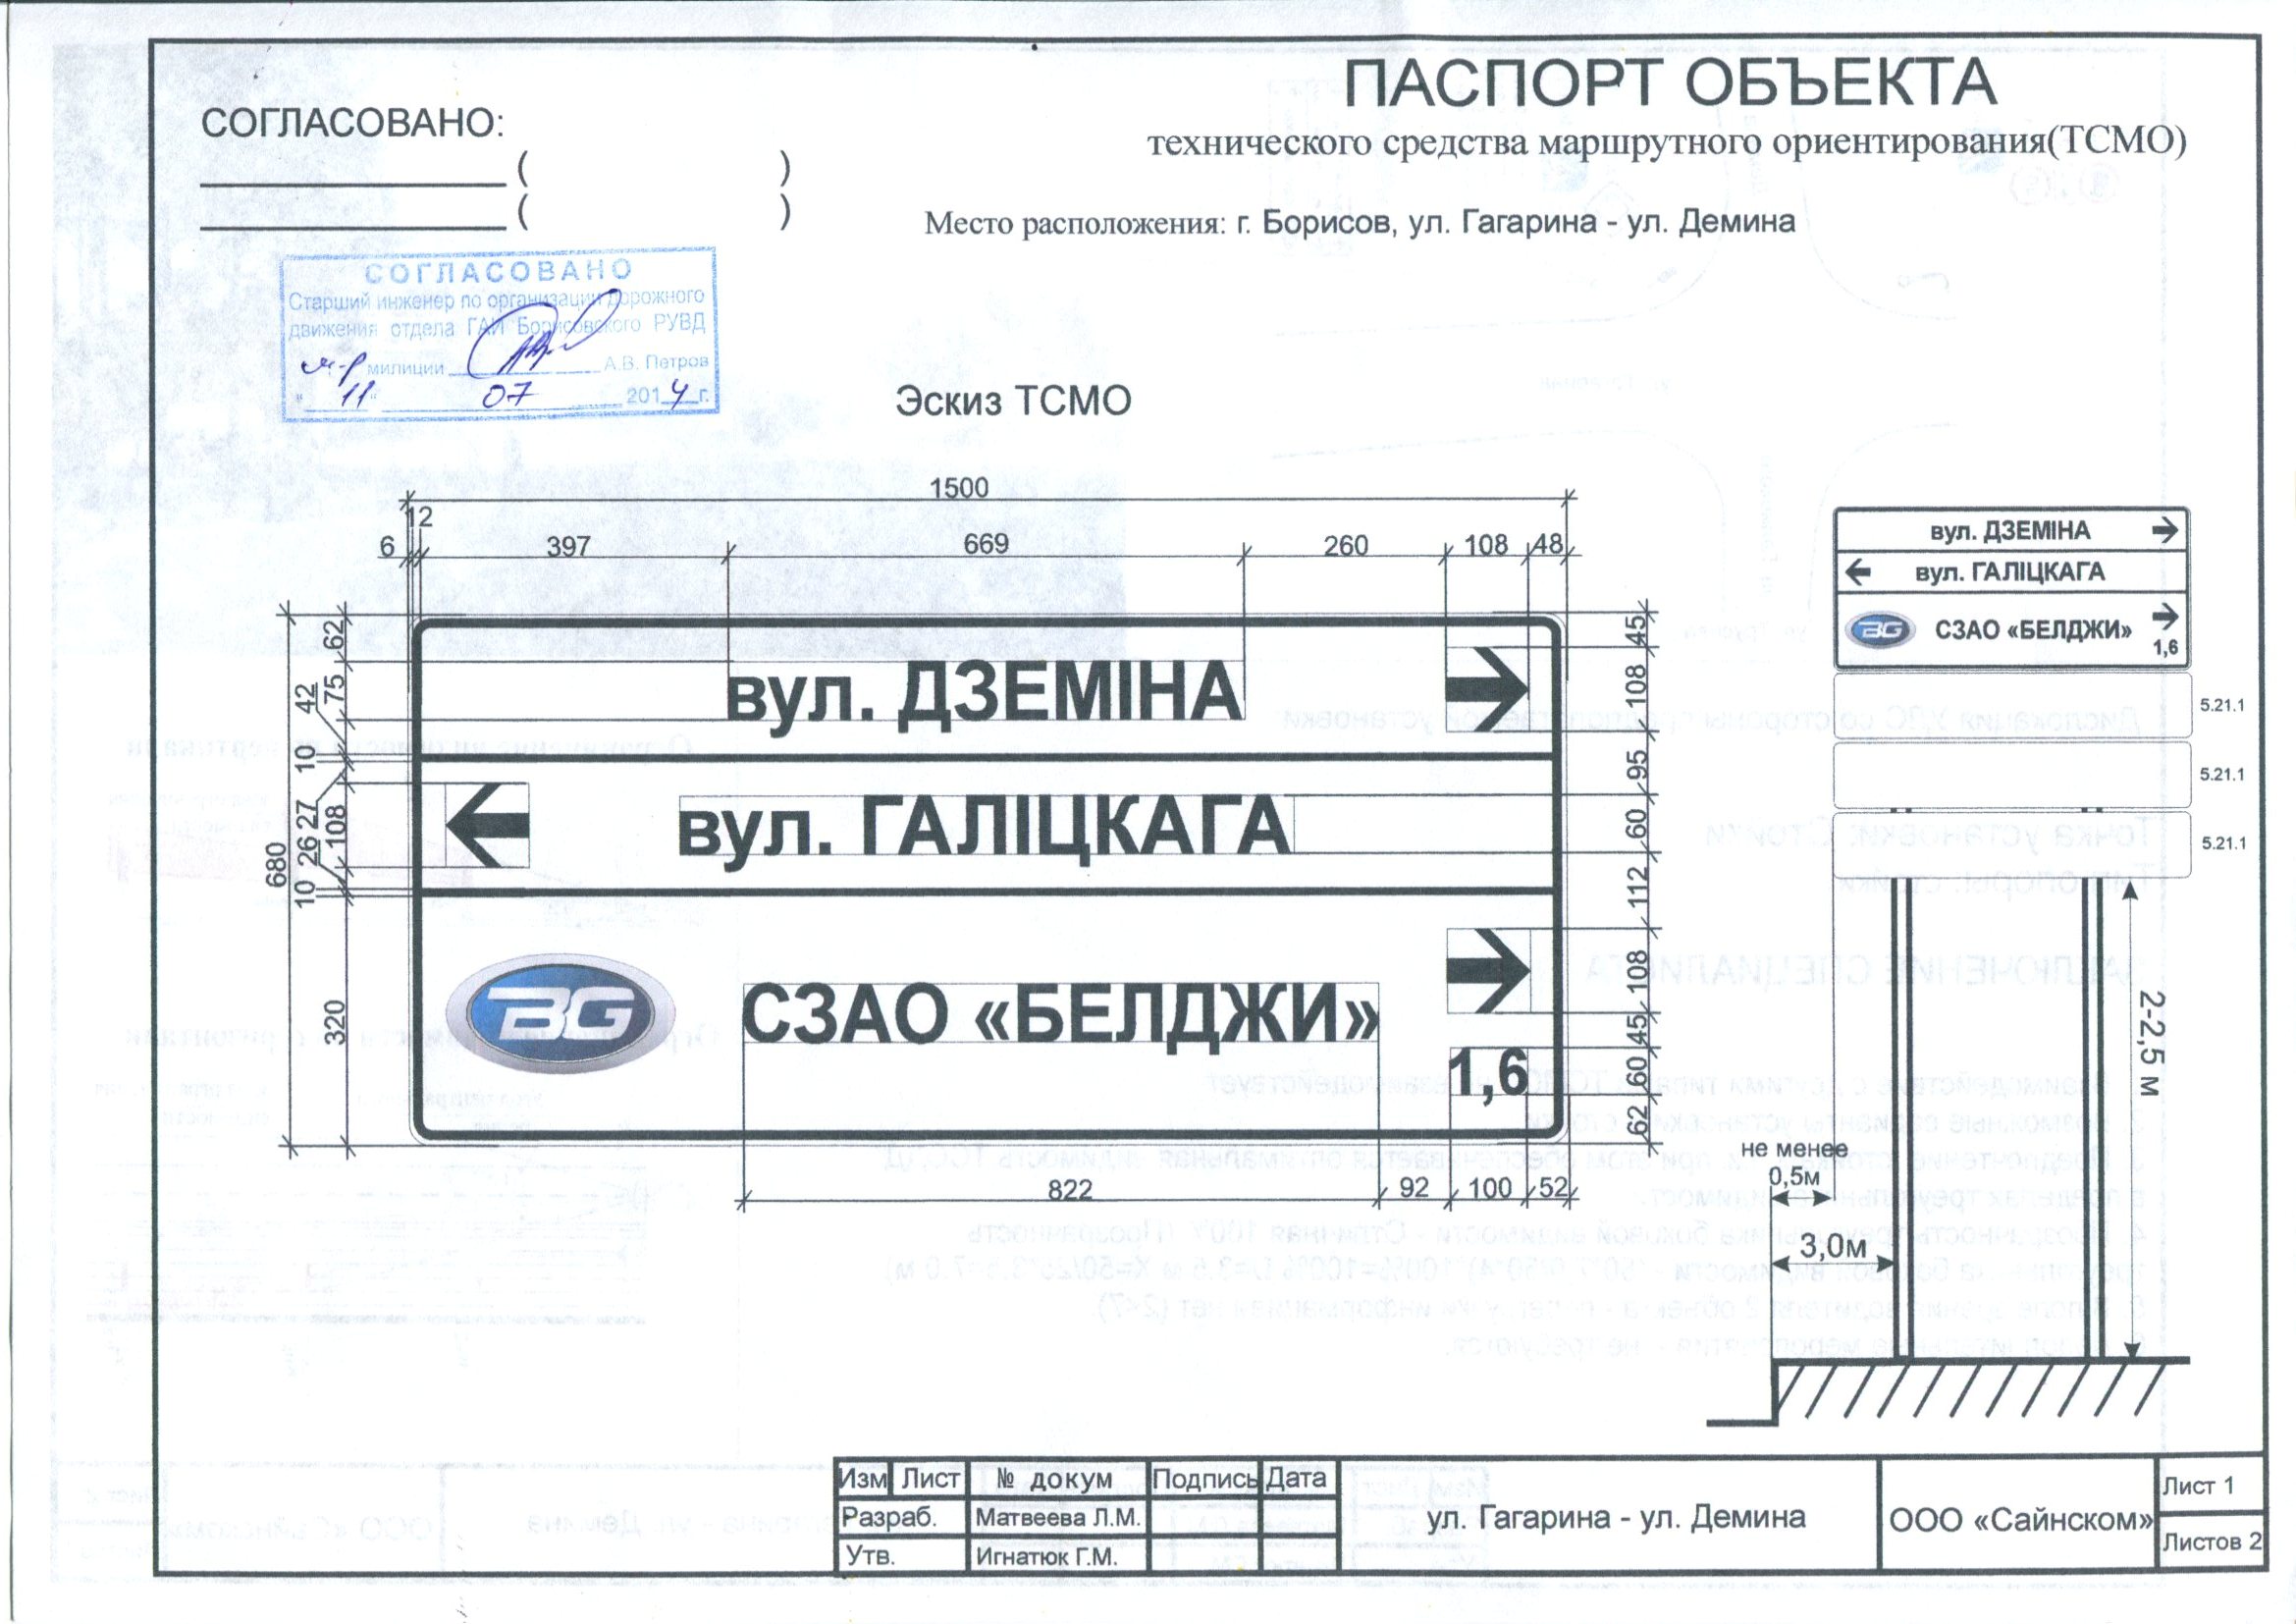 ПАСПОРТ ОБЪЕКТА
технического средства маршрутного ориентирования(ТСМО)
СОГЛАСОВАНО:
( )
( )
Место расположения: г. Борисов, ул. Гагарина - ул. Демина
СОГЛАСОВАНО
Старший инженер по организации дорожного
движения отдела ГАИ Борисовского РУВД
м-р милиции А.В. Петров
"11" 07 2014 г.
Эскиз ТСМО
1500
12
6 397 669 260 108 48
62 75 42 10 27 108 26 10 320
680
вул. ДЗЕМІНА
вул. ГАЛІЦКАГА
BG СЗАО «БЕЛДЖИ»
1,6
45 108 95 60 112 108 45 60 62
822 92 100 52
вул. ДЗЕМІНА
вул. ГАЛІЦКАГА
BG СЗАО «БЕЛДЖИ»
1,6
5.21.1
5.21.1
5.21.1
2-2,5 м
не менее
0,5м
3,0м
Изм Лист № докум Подпись Дата
Разраб. Матвеева Л.М.
Утв. Игнатюк Г.М.
ул. Гагарина - ул. Демина
ООО «Сайнском»
Лист 1
Листов 2